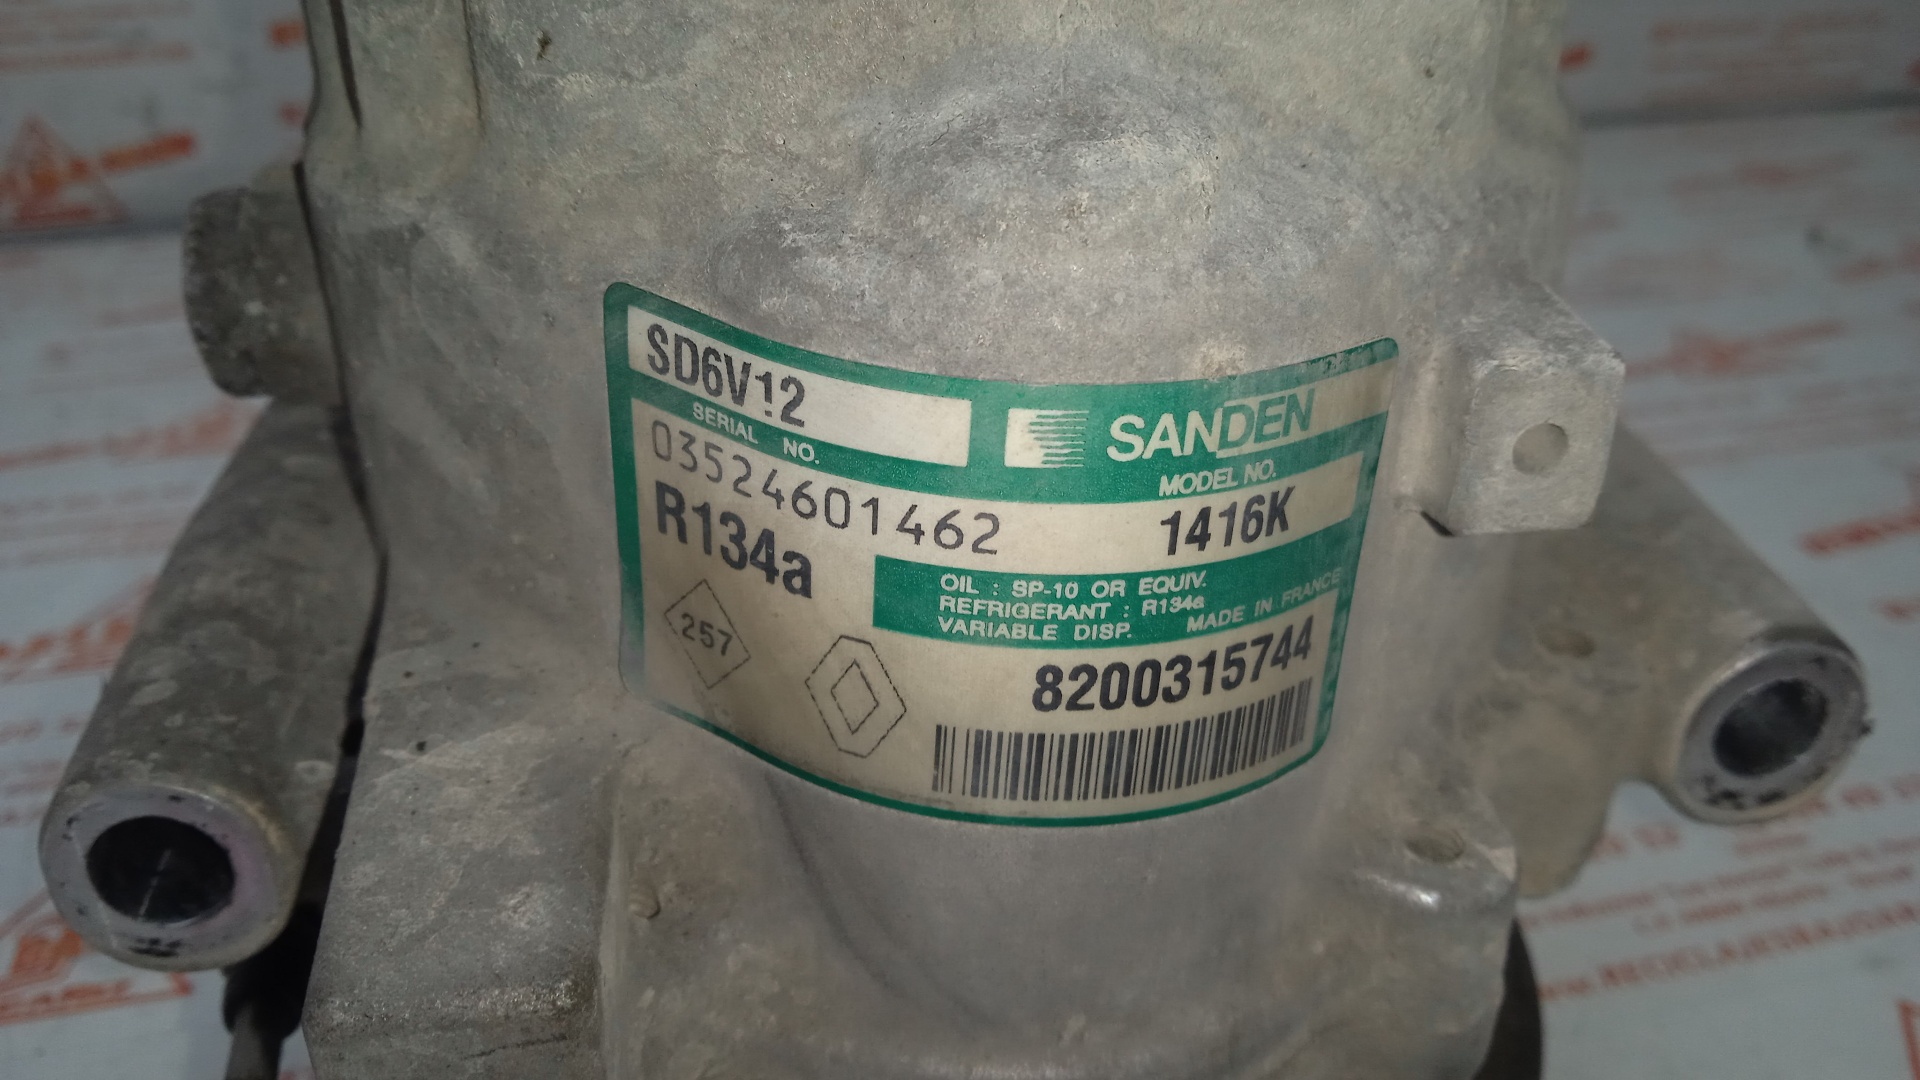 SD6V12
SANDEN
SERIAL NO.
MODEL NO.
03524601462
1416K
R134a
OIL : SP-10 OR EQUIV.
REFRIGERANT : R134a
VARIABLE DISP. MADE IN FRANCE
257
8200315744